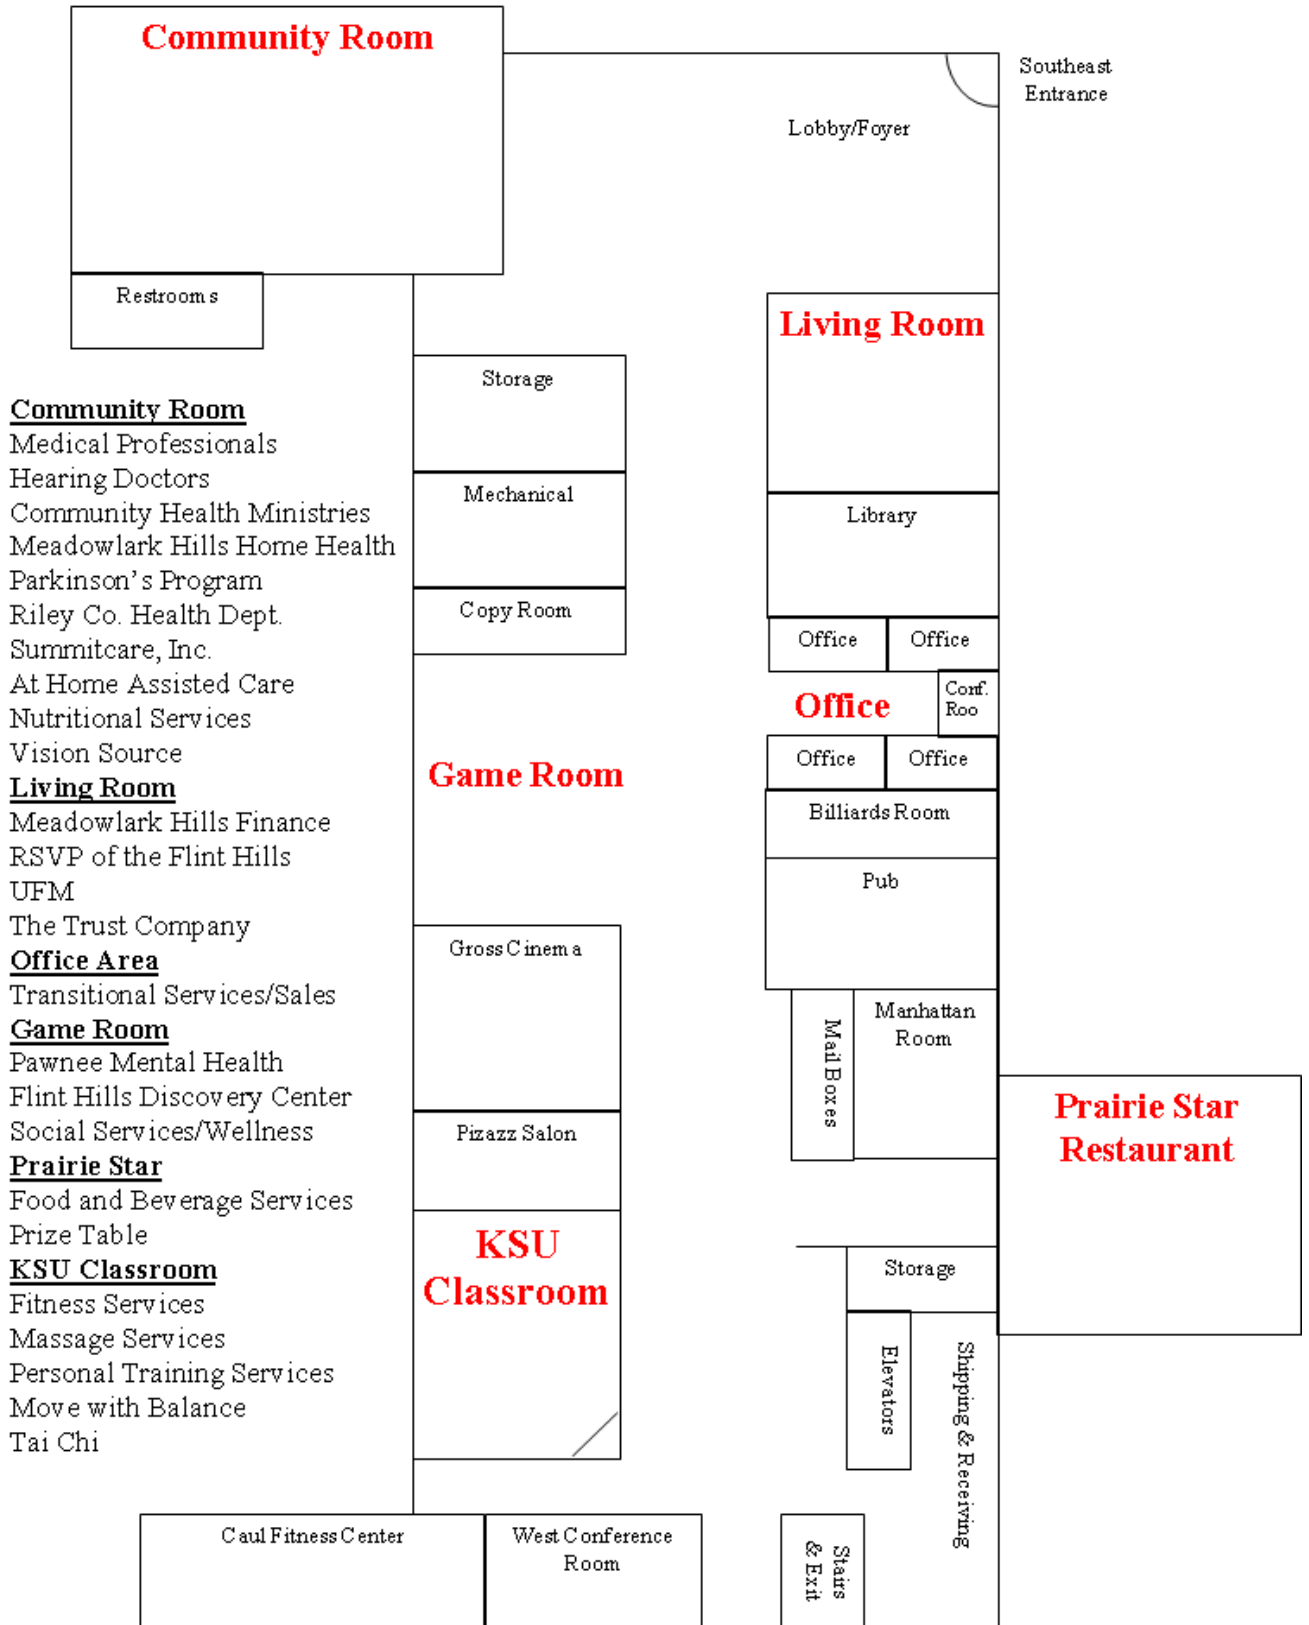 Community Room
Southeast
Entrance
Lobby/Foyer
Restrooms
Living Room
Storage
Mechanical
Copy Room
Library
Office
Office
Office
Conf.
Roo
Office
Office
Game Room
Billiards Room
Pub
Gross Cinema
Mail Boxes
Manhattan
Room
Pizazz Salon
Prairie Star
Restaurant
KSU
Classroom
Storage
Elevators
Shipping & Receiving
Caul Fitness Center
West Conference
Room
Stairs
& Exit
Community Room
Medical Professionals
Hearing Doctors
Community Health Ministries
Meadowlark Hills Home Health
Parkinson's Program
Riley Co. Health Dept.
Summitcare, Inc.
At Home Assisted Care
Nutritional Services
Vision Source
Living Room
Meadowlark Hills Finance
RSVP of the Flint Hills
UFM
The Trust Company
Office Area
Transitional Services/Sales
Game Room
Pawnee Mental Health
Flint Hills Discovery Center
Social Services/Wellness
Prairie Star
Food and Beverage Services
Prize Table
KSU Classroom
Fitness Services
Massage Services
Personal Training Services
Move with Balance
Tai Chi